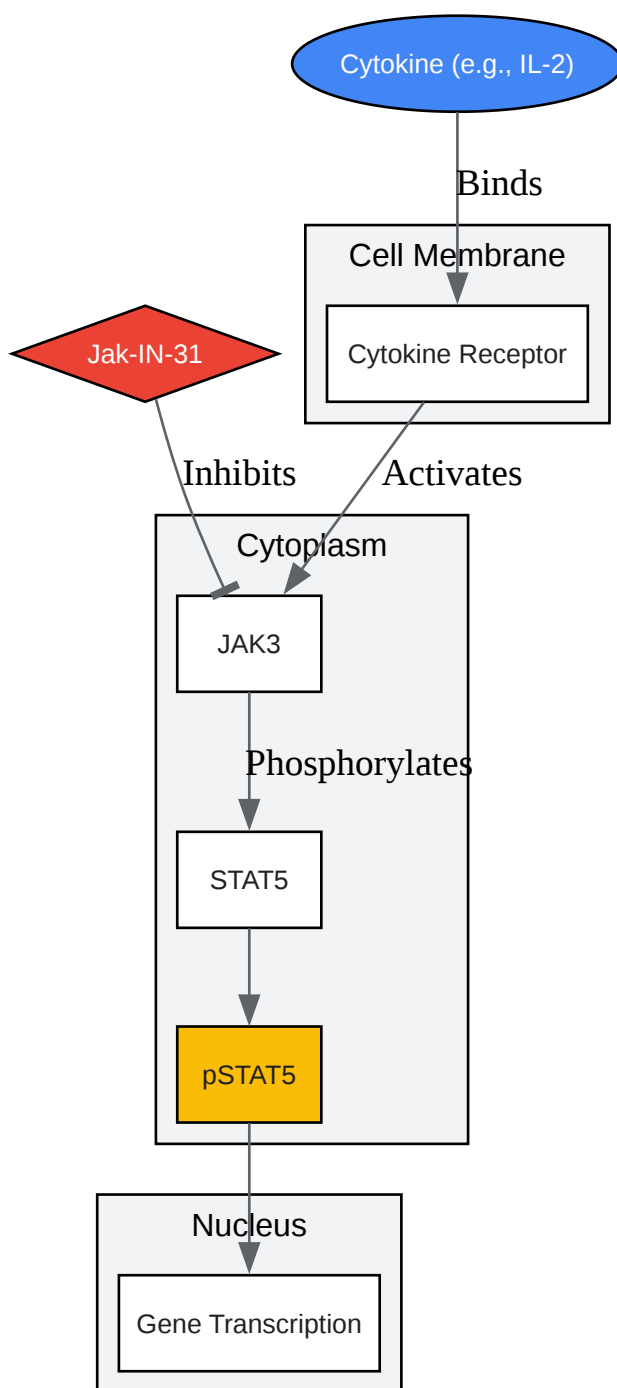 Cytokine (e.g., IL-2)
Binds
Cell Membrane
Cytokine Receptor
Jak-IN-31
Inhibits
Activates
Cytoplasm
JAK3
Phosphorylates
STAT5
pSTAT5
Nucleus
Gene Transcription